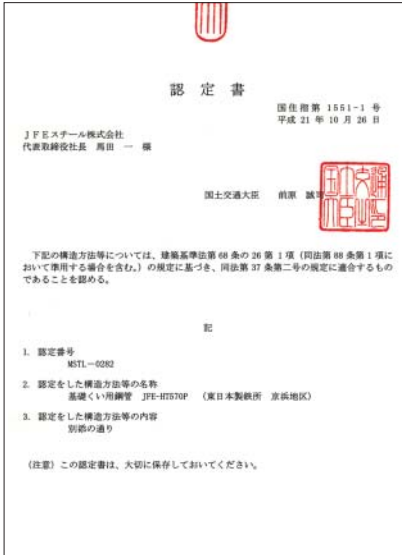 認定書
国住指第 1551-1 号
平成 21 年 10 月 26 日
JFEスチール株式会社
代表取締役社長 馬田 一 様
国土交通大臣 前原 誠司
下記の構造方法等については、建築基準法第 68 条の 26 第 1 項（同法第 88 条第 1 項に
おいて準用する場合を含む。）の規定に基づき、同法第 37 条第二号の規定に適合するもの
であることを認める。
記
1. 認定番号
MSTL－0282
2. 認定をした構造方法等の名称
基礎くい用鋼管 JFE-HT570P （東日本製鉄所 京浜地区）
3. 認定をした構造方法等の内容
別添の通り
（注意）この認定書は、大切に保存しておいてください。